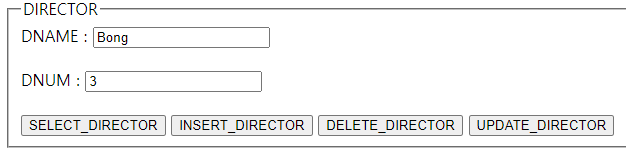 DIRECTOR
DNAME : Bong
DNUM : 3
SELECT_DIRECTOR INSERT_DIRECTOR DELETE_DIRECTOR UPDATE_DIRECTOR